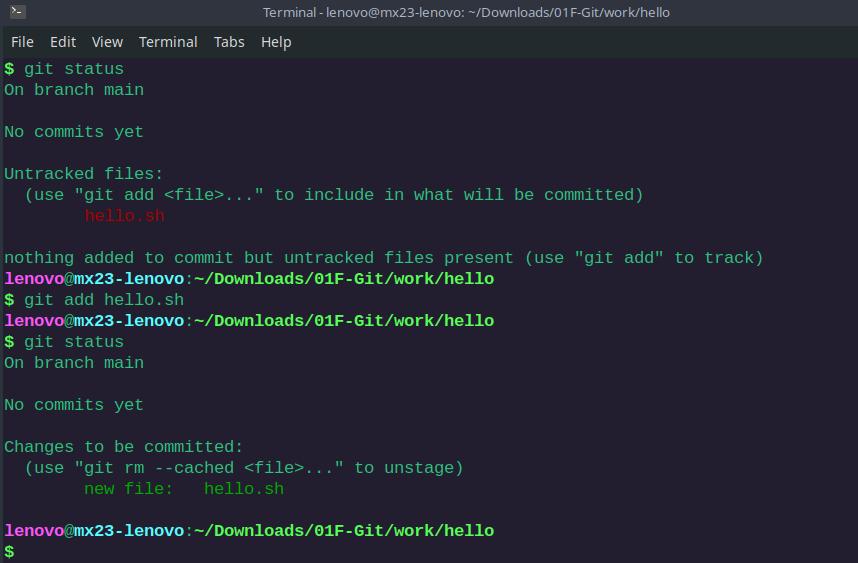 Terminal - lenovo@mx23-lenovo: ~/Downloads/01F-Git/work/hello
File Edit View Terminal Tabs Help
$ git status
On branch main
No commits yet
Untracked files:
  (use "git add <file>..." to include in what will be committed)
        hello.sh
nothing added to commit but untracked files present (use "git add" to track)
lenovo@mx23-lenovo:~/Downloads/01F-Git/work/hello
$ git add hello.sh
lenovo@mx23-lenovo:~/Downloads/01F-Git/work/hello
$ git status
On branch main
No commits yet
Changes to be committed:
  (use "git rm --cached <file>..." to unstage)
        new file:   hello.sh
lenovo@mx23-lenovo:~/Downloads/01F-Git/work/hello
$